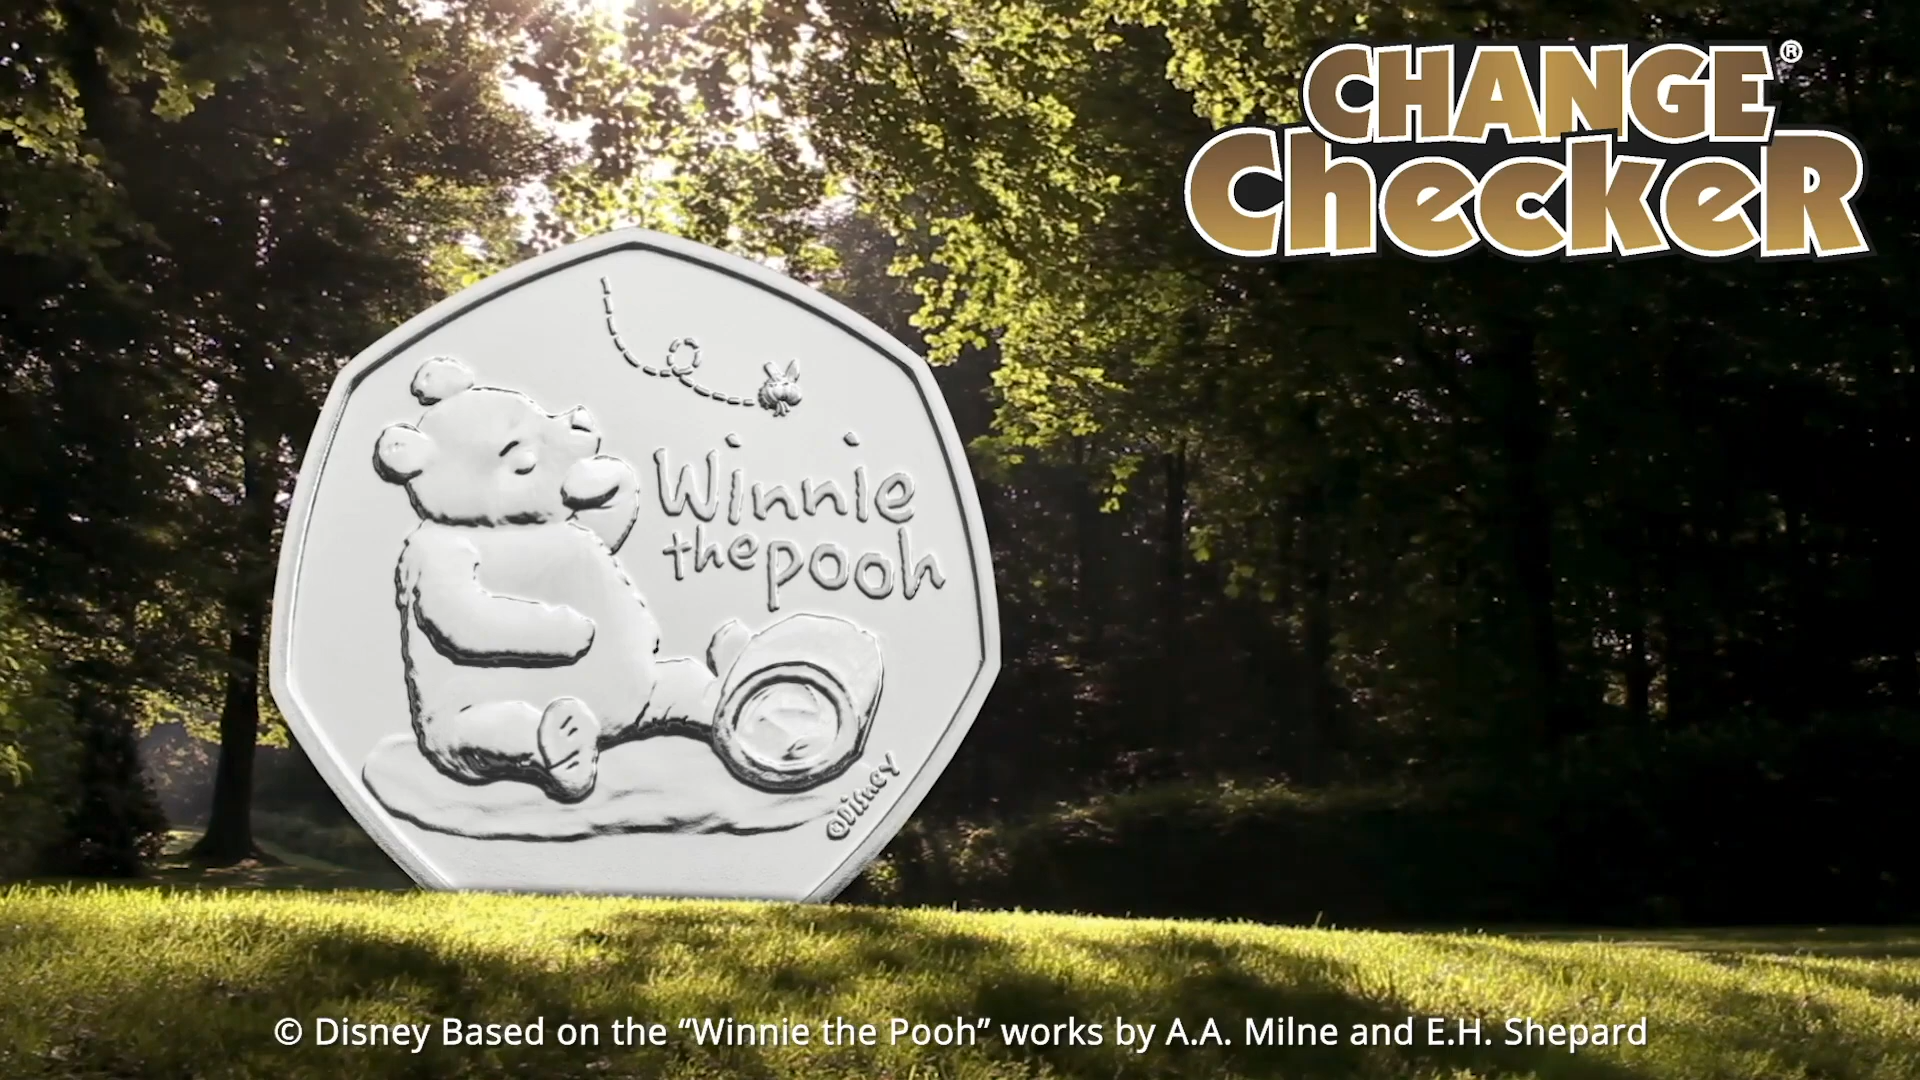 CHANGE®
Checker
Winnie
the pooh
©Disney
© Disney Based on the “Winnie the Pooh” works by A.A. Milne and E.H. Shepard